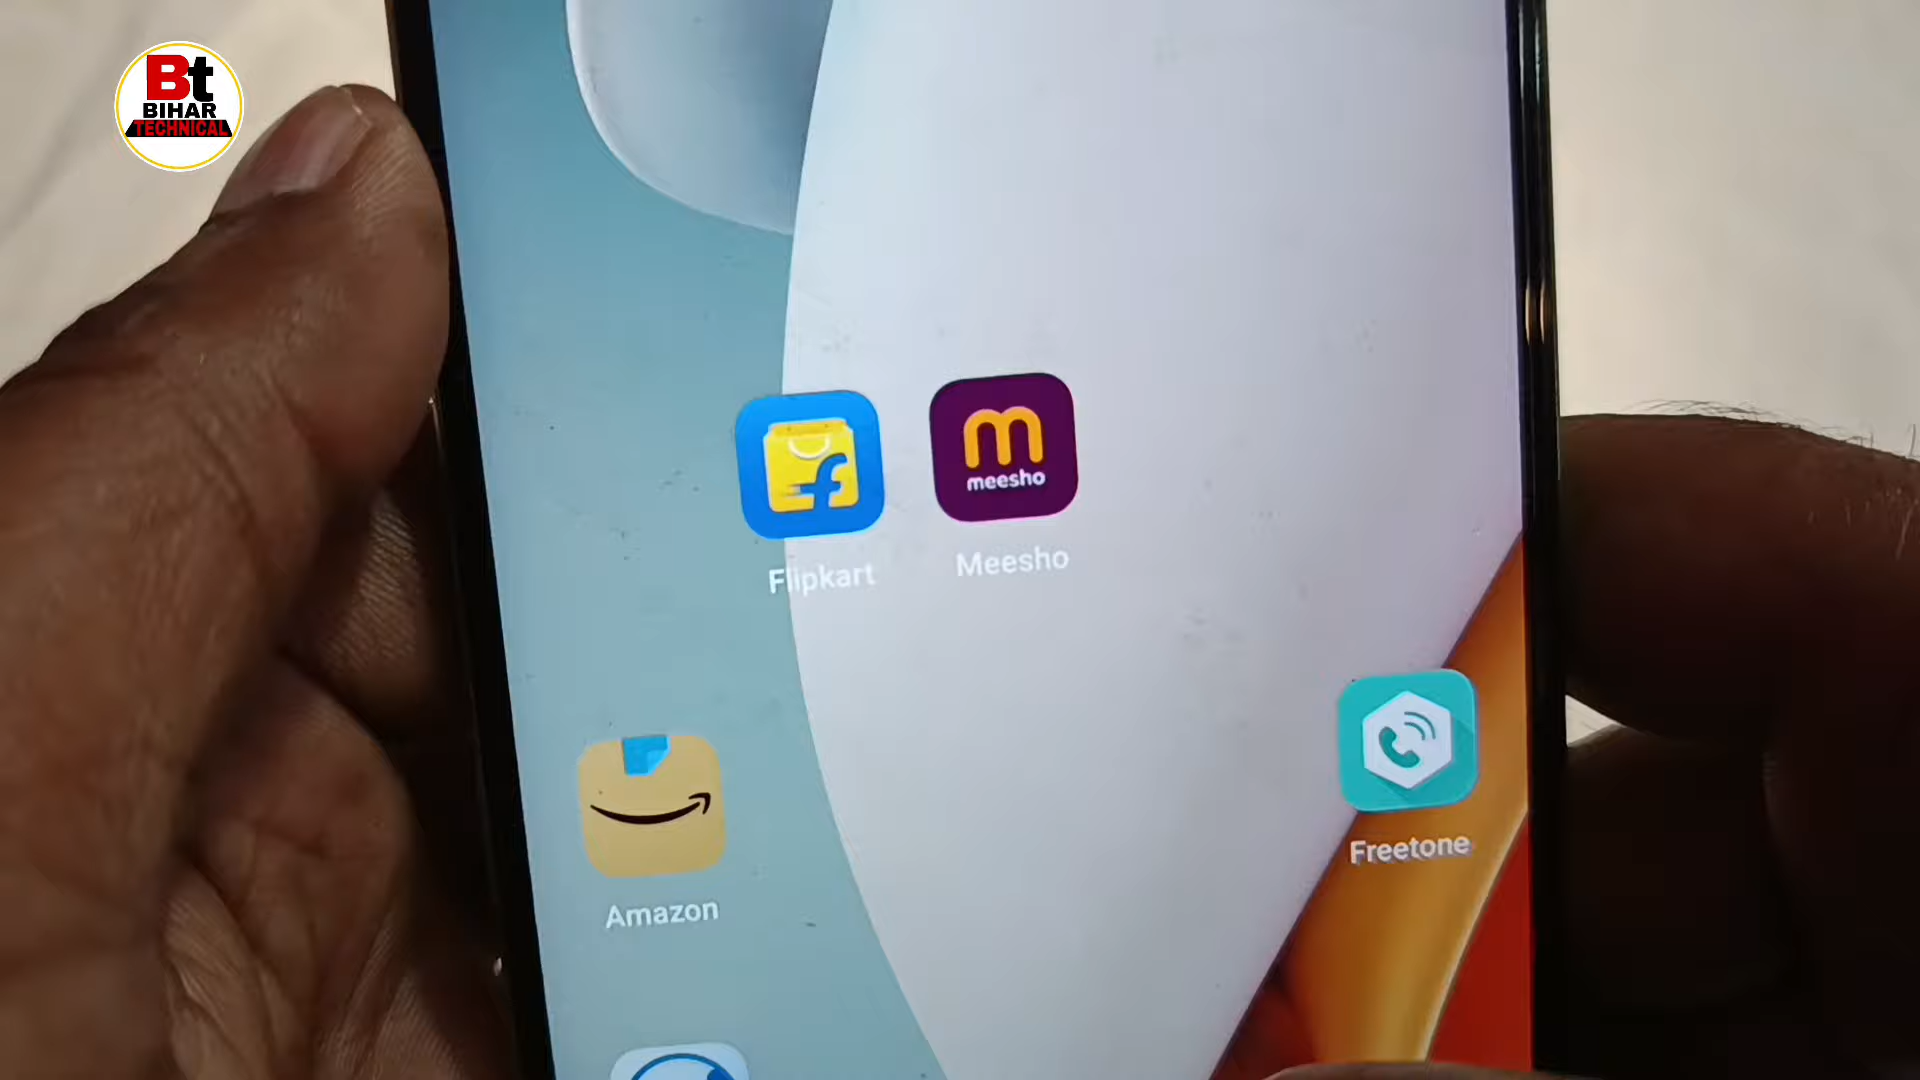 Bt
BIHAR
TECHNICAL
f
m
meesho
Flipkart
Meesho
Amazon
Freetone